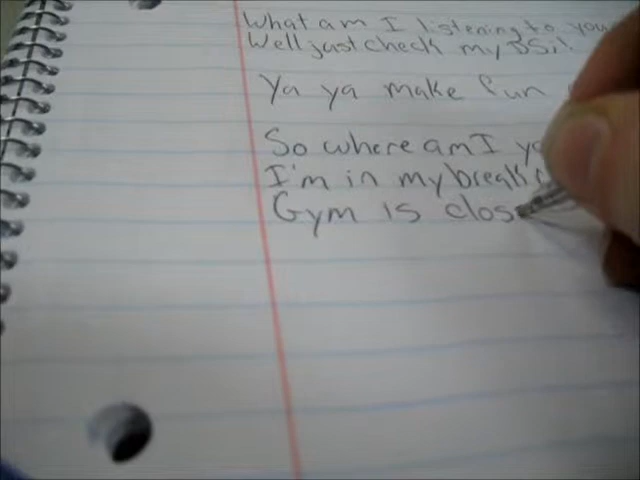 What am I listening to you
Well just check my DSi!
Ya ya make fun
So where am I yo
I'm in my break
Gym is clos